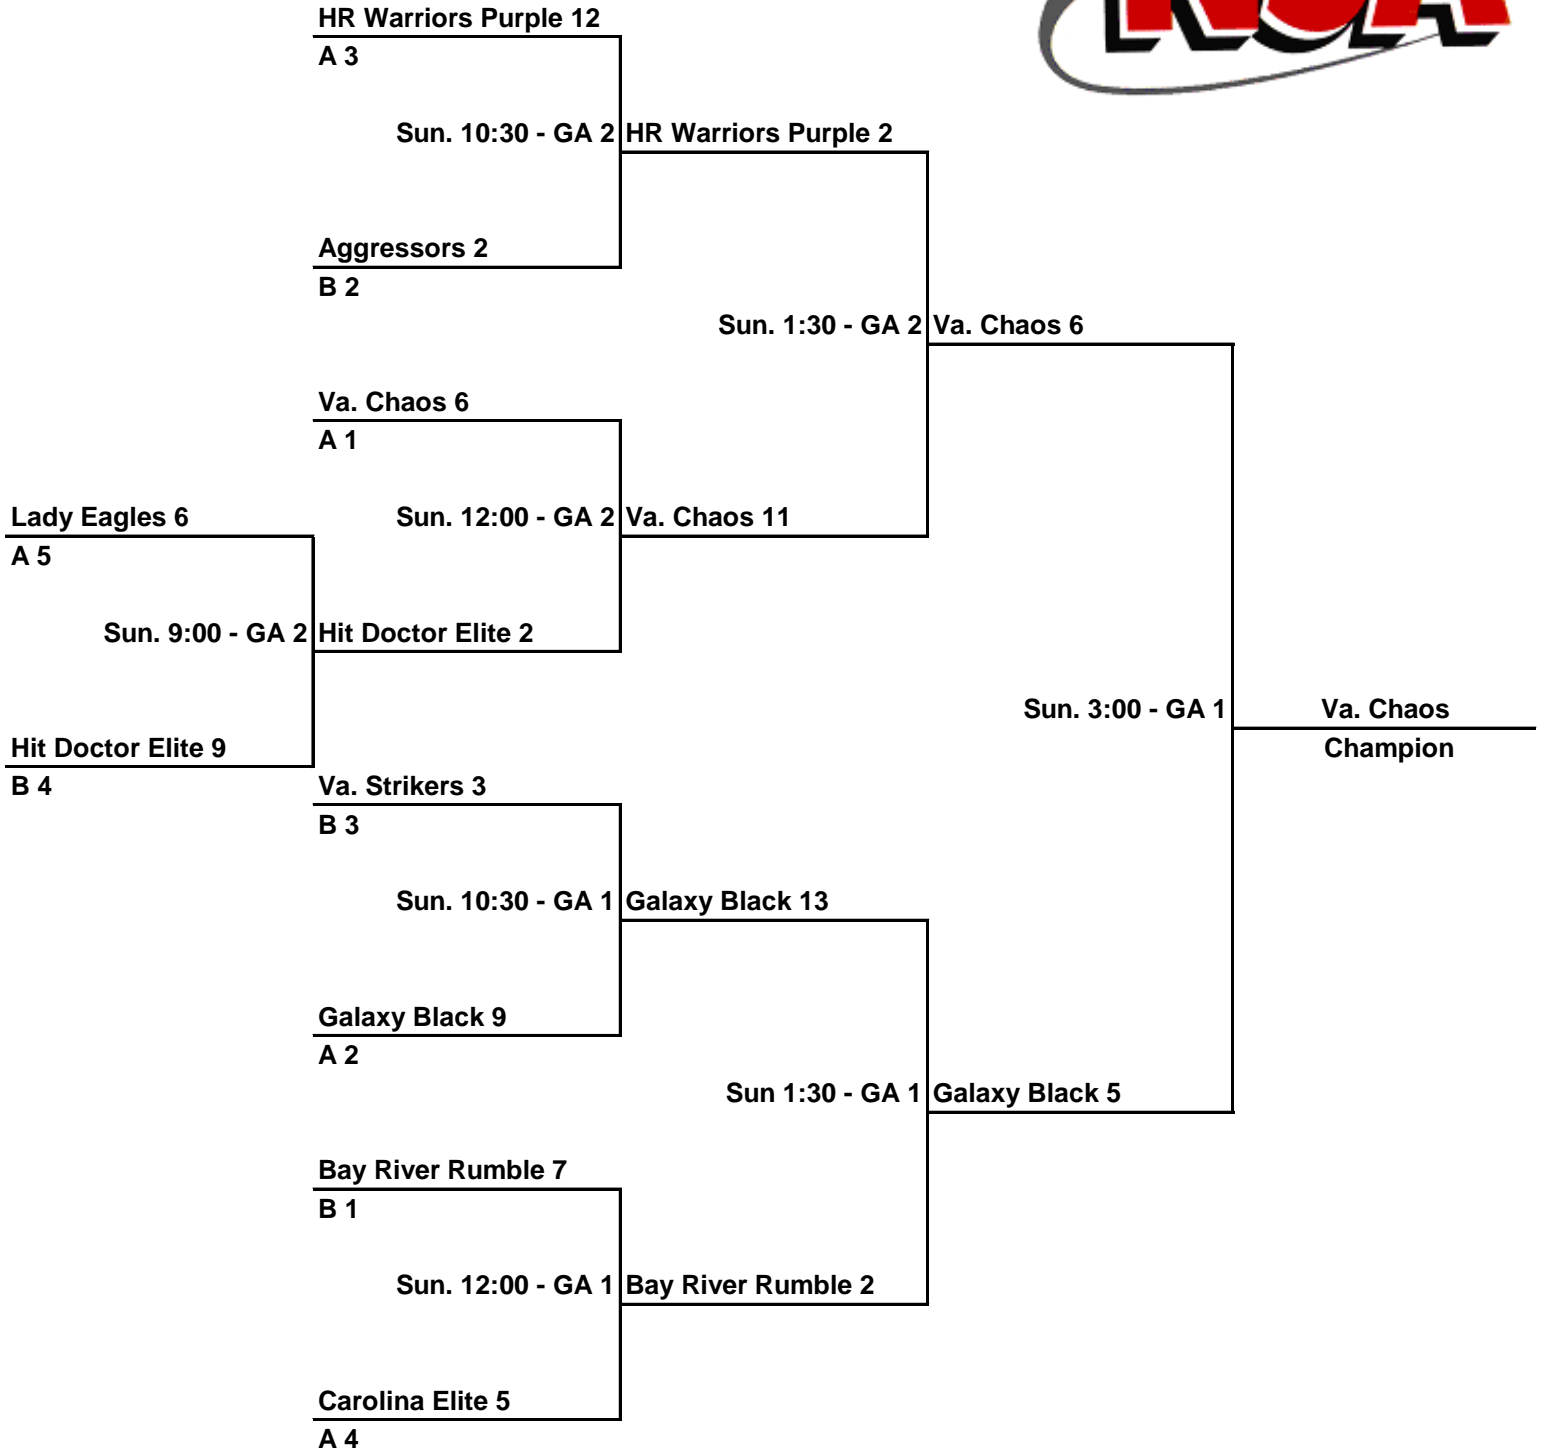 NSA
HR Warriors Purple 12
A 3
Sun. 10:30 - GA 2
HR Warriors Purple 2
Aggressors 2
B 2
Sun. 1:30 - GA 2
Va. Chaos 6
Va. Chaos 6
A 1
Lady Eagles 6
A 5
Sun. 12:00 - GA 2
Va. Chaos 11
Sun. 9:00 - GA 2
Hit Doctor Elite 2
Sun. 3:00 - GA 1
Va. Chaos
Champion
Hit Doctor Elite 9
B 4
Va. Strikers 3
B 3
Sun. 10:30 - GA 1
Galaxy Black 13
Galaxy Black 9
A 2
Sun 1:30 - GA 1
Galaxy Black 5
Bay River Rumble 7
B 1
Sun. 12:00 - GA 1
Bay River Rumble 2
Carolina Elite 5
A 4